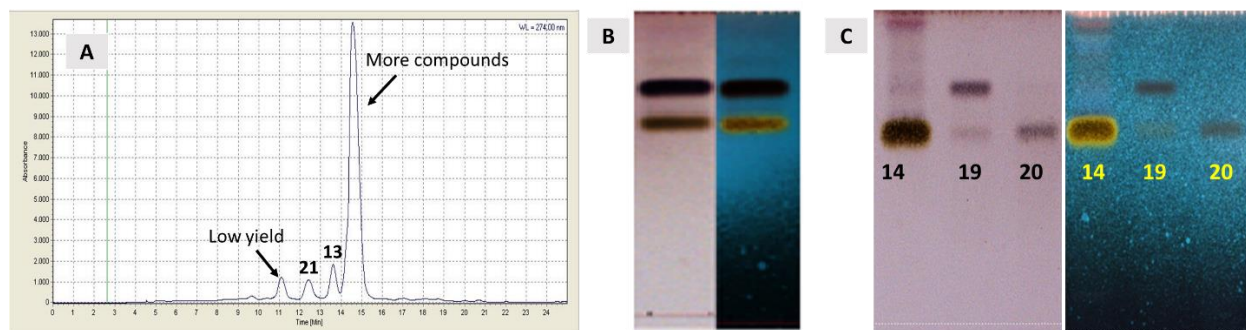 A
WL = 274,00 nm
13.000
12.000
11.000
10.000
9.000
8.000
7.000
6.000
5.000
4.000
3.000
2.000
1.000
0.000
Absorbance
More compounds
Low yield
21
13
0 1 2 3 4 5 6 7 8 9 10 11 12 13 14 15 16 17 18 19 20 21 22 23 24
Time [Min]
B
C
14 19 20
14 19 20